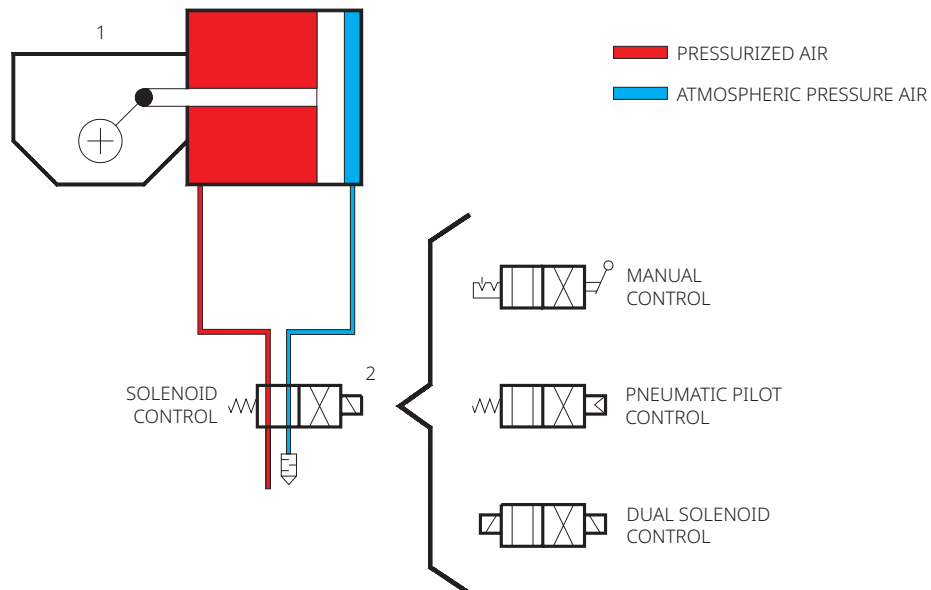 1
PRESSURIZED AIR
ATMOSPHERIC PRESSURE AIR
MANUAL
CONTROL
2
SOLENOID
CONTROL
PNEUMATIC PILOT
CONTROL
DUAL SOLENOID
CONTROL